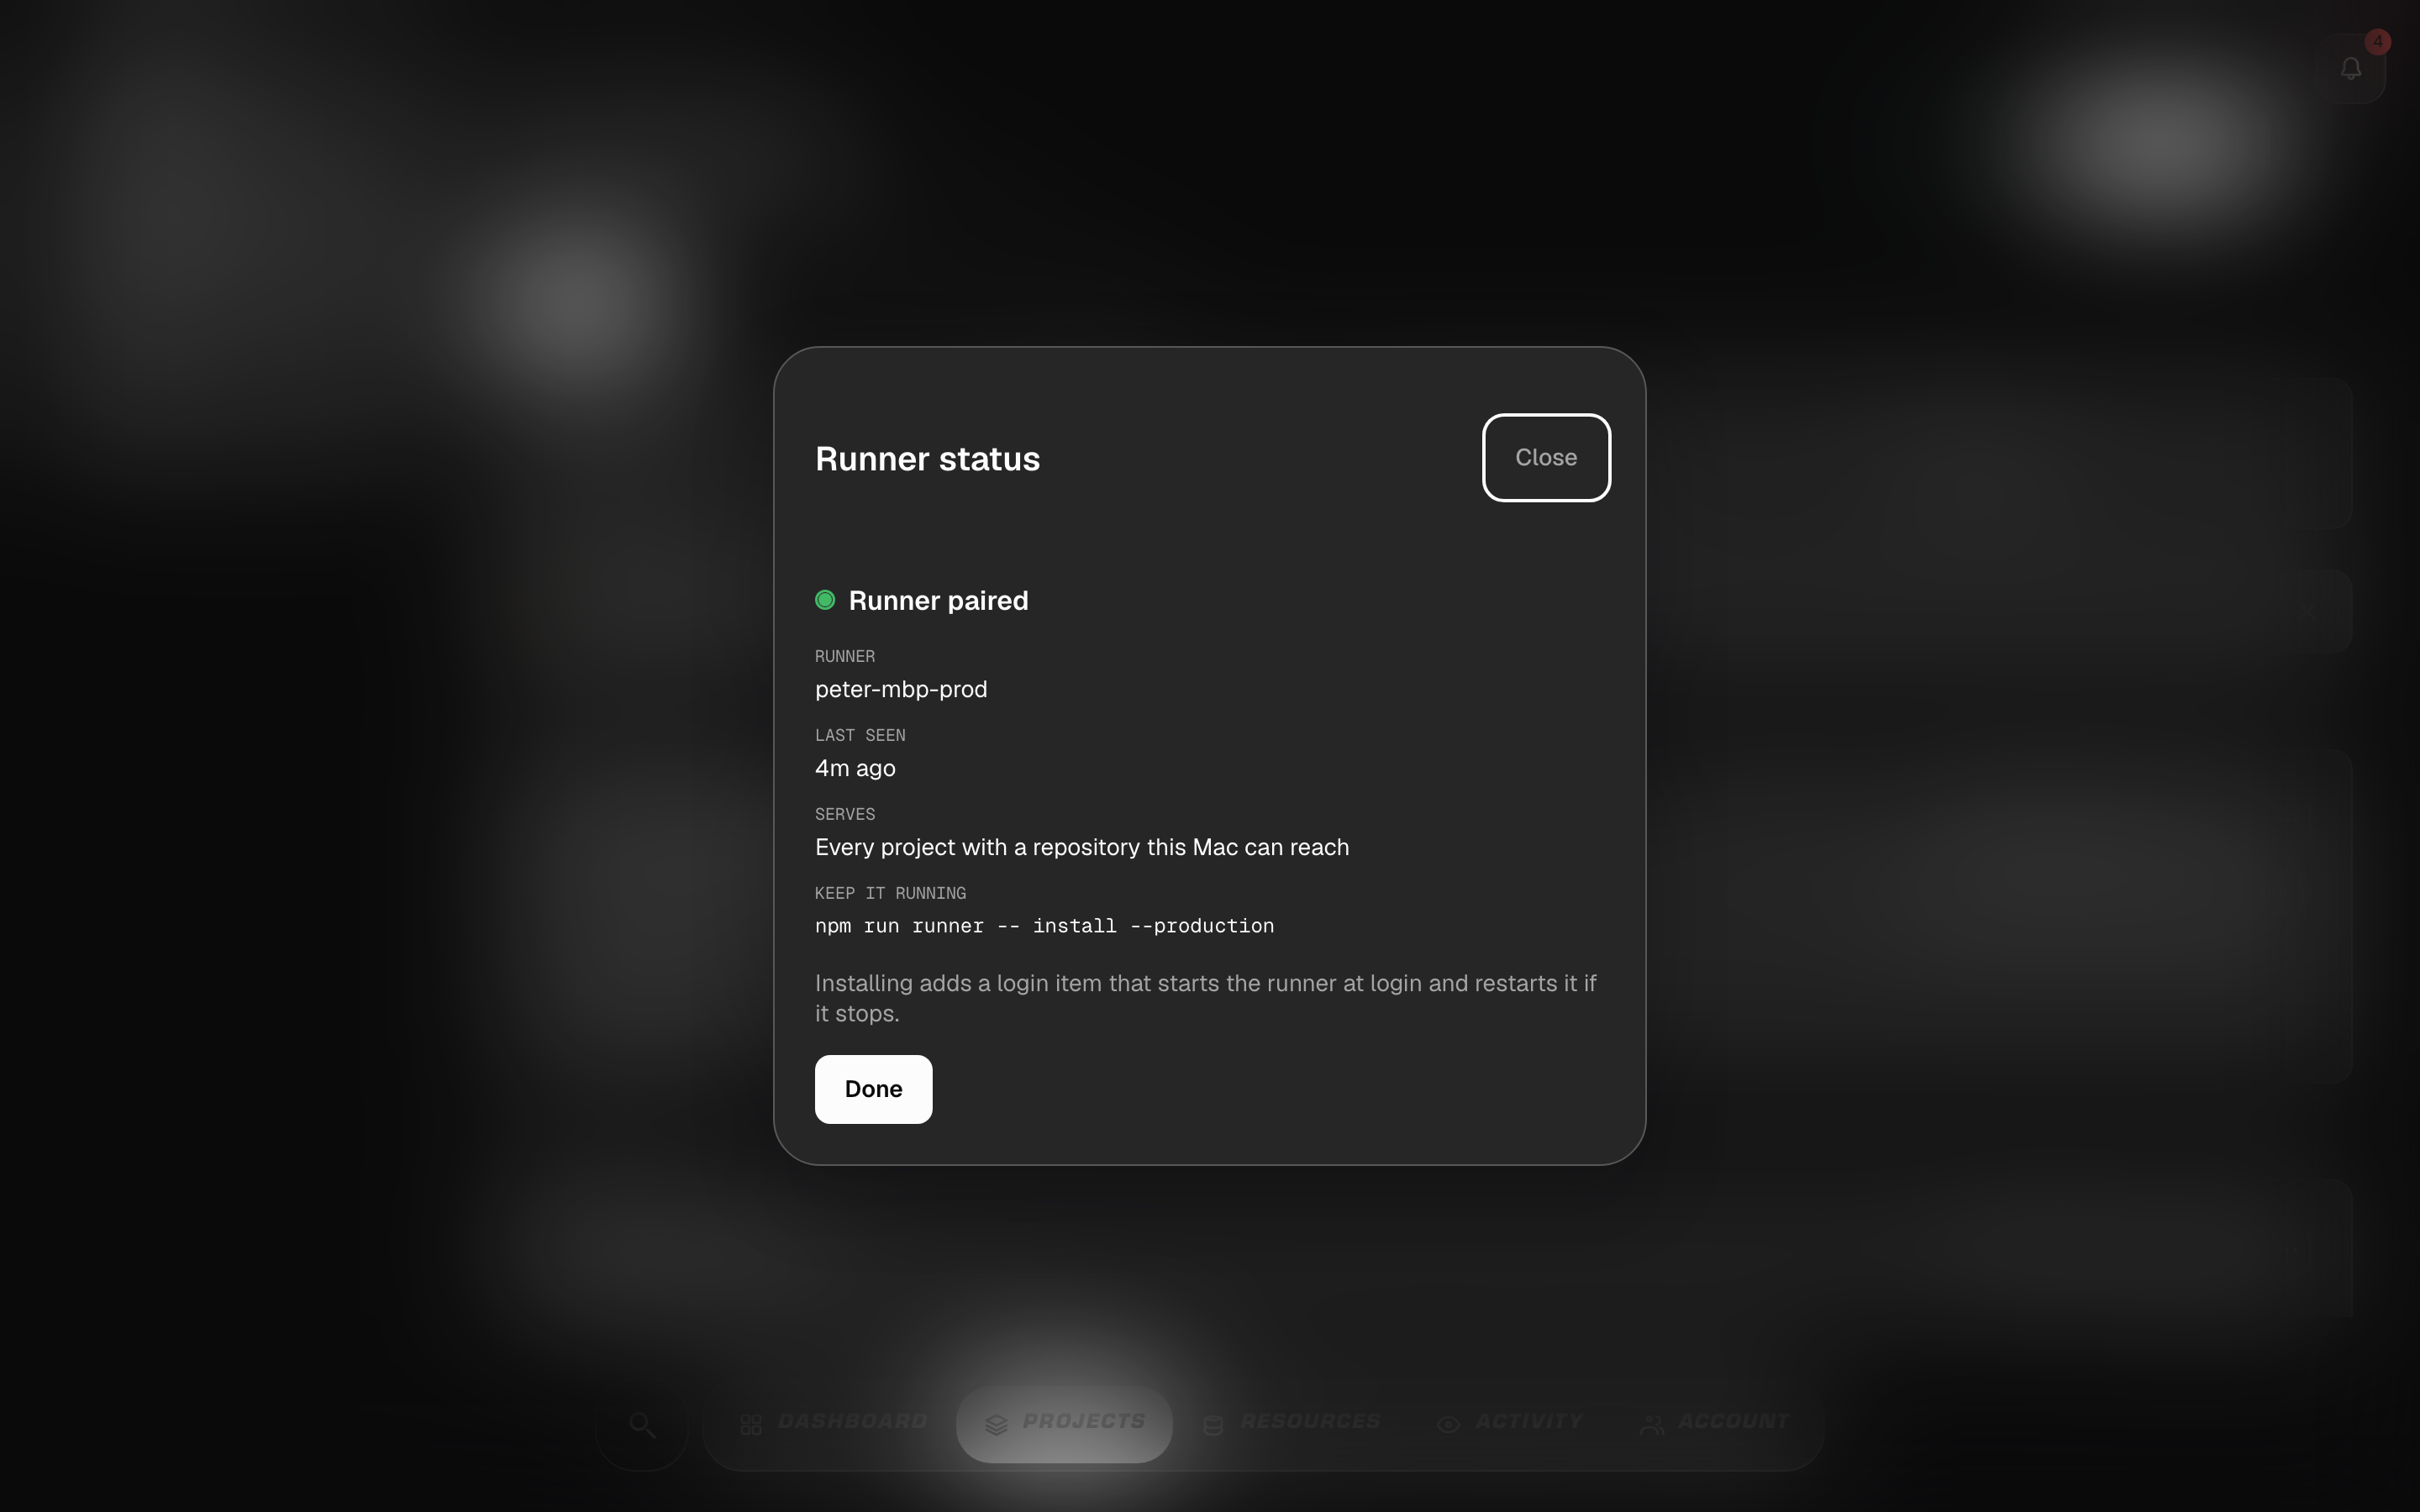 4
Runner status
Close
Runner paired
RUNNER
peter-mbp-prod
LAST SEEN
4m ago
SERVES
Every project with a repository this Mac can reach
KEEP IT RUNNING
npm run runner -- install --production
Installing adds a login item that starts the runner at login and restarts it if
it stops.
Done
DASHBOARD
PROJECTS
RESOURCES
ACTIVITY
ACCOUNT